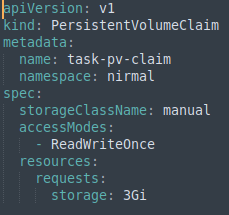 apiVersion: v1
kind: PersistentVolumeClaim
metadata:
  name: task-pv-claim
  namespace: nirmal
spec:
  storageClassName: manual
  accessModes:
    - ReadWriteOnce
  resources:
    requests:
      storage: 3Gi